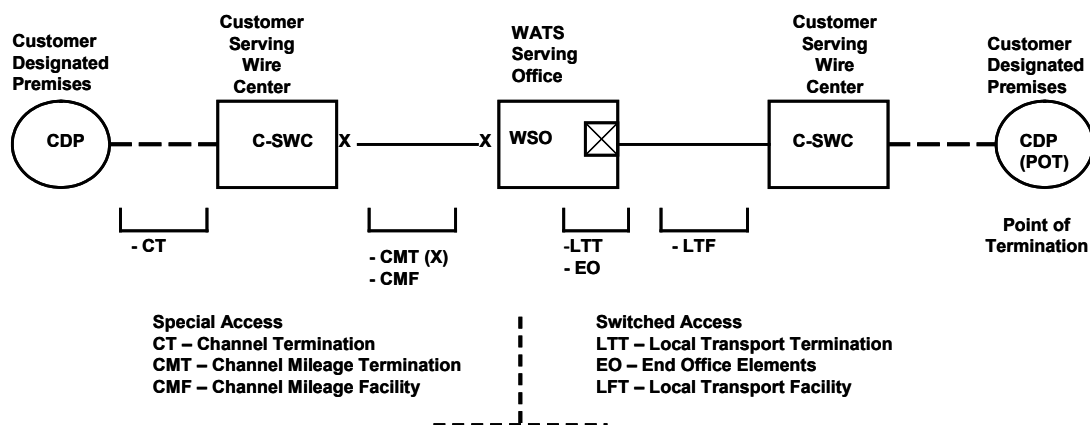 Customer
Designated
Premises
Customer
Serving
Wire
Center
WATS
Serving
Office
Customer
Serving
Wire
Center
Customer
Designated
Premises
CDP
C-SWC
X
X
WSO
C-SWC
CDP
(POT)
- CT
- CMT (X)
- CMF
-LTT
- EO
- LTF
Point of
Termination
Special Access
CT – Channel Termination
CMT – Channel Mileage Termination
CMF – Channel Mileage Facility
Switched Access
LTT – Local Transport Termination
EO – End Office Elements
LFT – Local Transport Facility